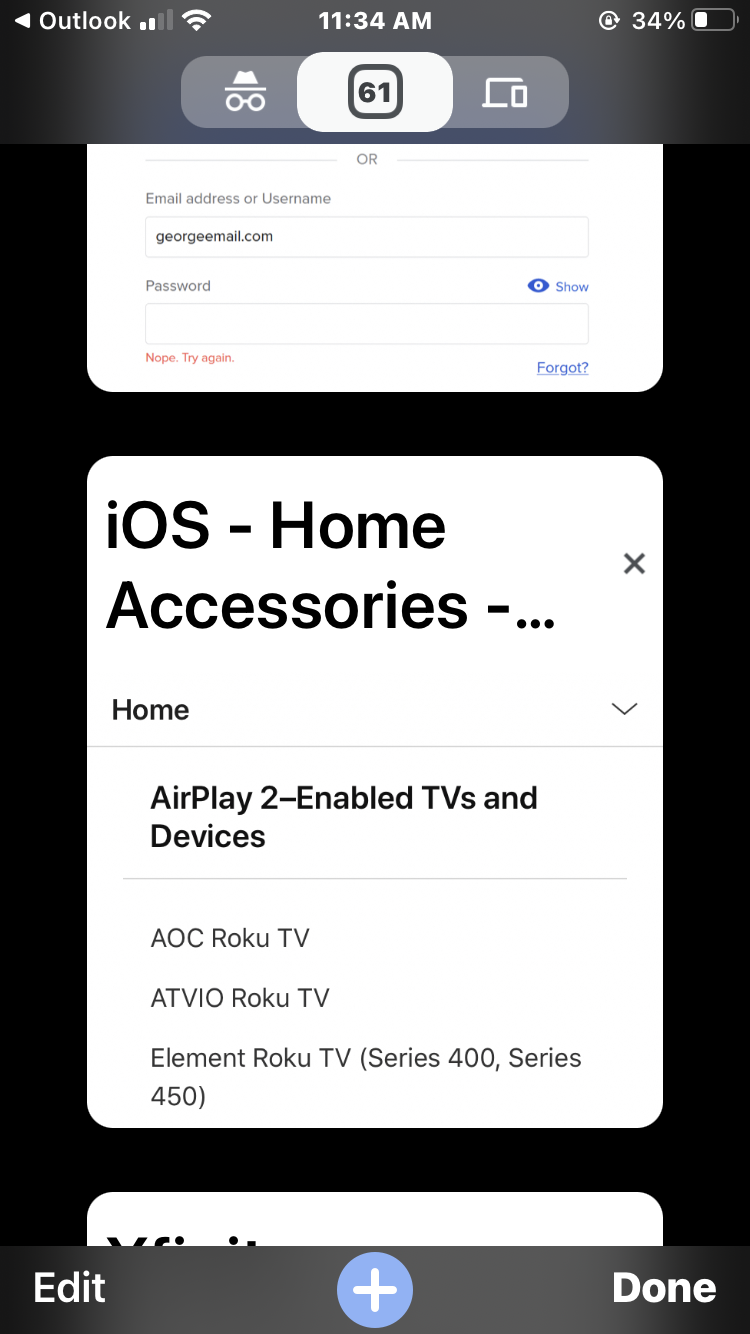 Outlook 11:34 AM 34%
61
OR
Email address or Username
georgeemail.com
Password Show
Nope. Try again.
Forgot?
iOS - Home
Accessories -...
Home
AirPlay 2–Enabled TVs and
Devices
AOC Roku TV
ATVIO Roku TV
Element Roku TV (Series 400, Series
450)
Edit Done